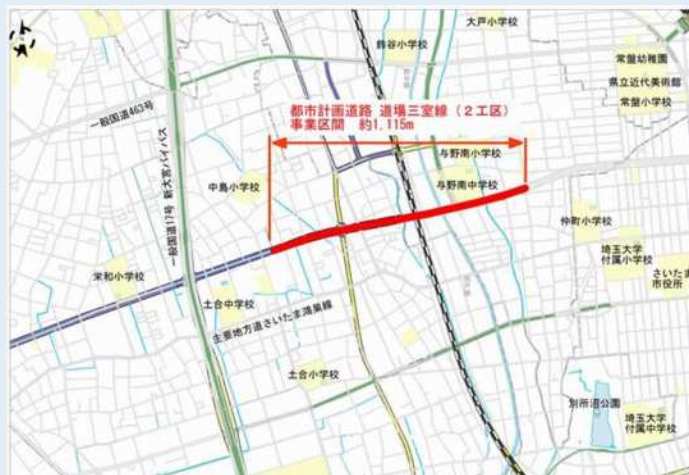 大戸小学校
鈴谷小学校
常盤幼稚園
県立近代美術館
常盤小学校
一般国道463号
都市計画道路 道場三室線（2工区）
事業区間 約1,115m
一般国道17号 新大宮バイパス
与野南小学校
中島小学校
与野南中学校
仲町小学校
埼玉大学
付属小学校
さいたま
市役所
栄和小学校
土合中学校
主要地方道さいたま鴻巣線
土合小学校
別所沼公園
埼玉大学
付属中学校